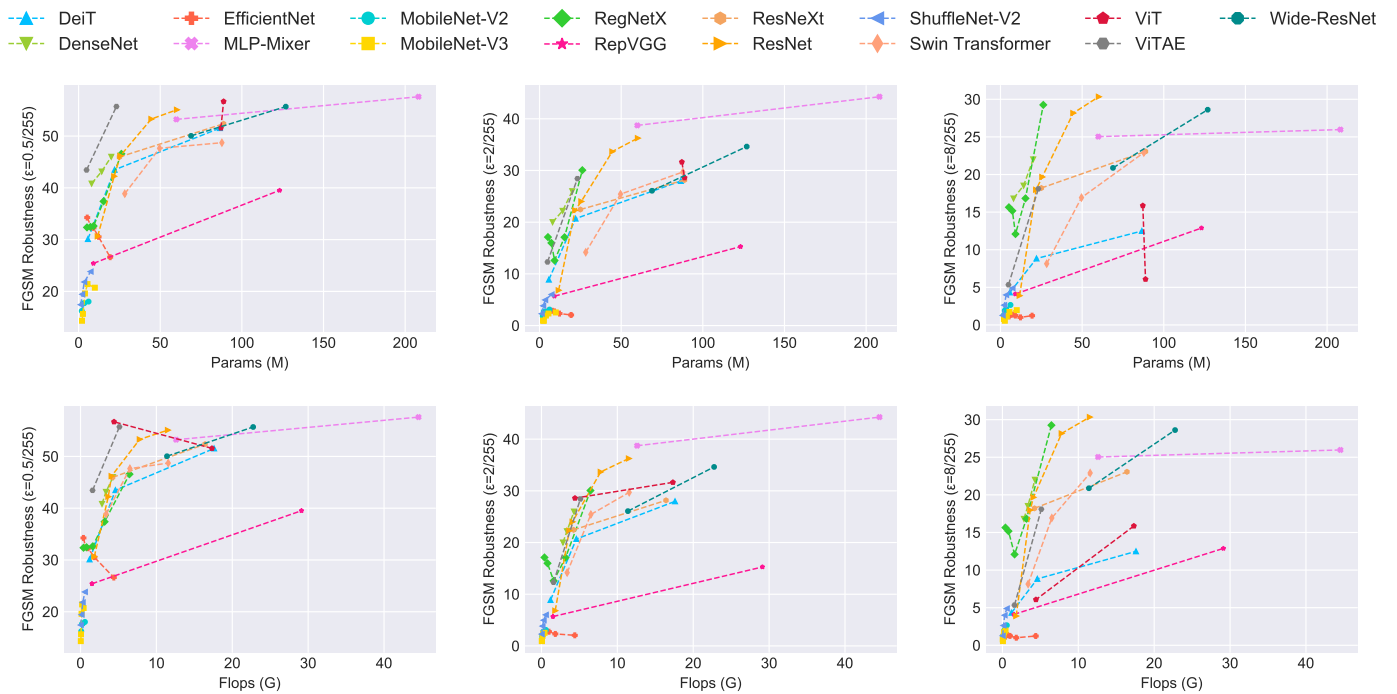 DeiT EfficientNet MobileNet-V2 RegNetX ResNeXt ShuffleNet-V2 ViT Wide-ResNet
DenseNet MLP-Mixer MobileNet-V3 RepVGG ResNet Swin Transformer ViTAE
FGSM Robustness (ε=0.5/255)
50
40
30
20
0 50 100 150 200
Params (M)
FGSM Robustness (ε=2/255)
40
30
20
10
0
0 50 100 150 200
Params (M)
FGSM Robustness (ε=8/255)
30
25
20
15
10
5
0
0 50 100 150 200
Params (M)
FGSM Robustness (ε=0.5/255)
50
40
30
20
0 10 20 30 40
Flops (G)
FGSM Robustness (ε=2/255)
40
30
20
10
0
0 10 20 30 40
Flops (G)
FGSM Robustness (ε=8/255)
30
25
20
15
10
5
0
0 10 20 30 40
Flops (G)